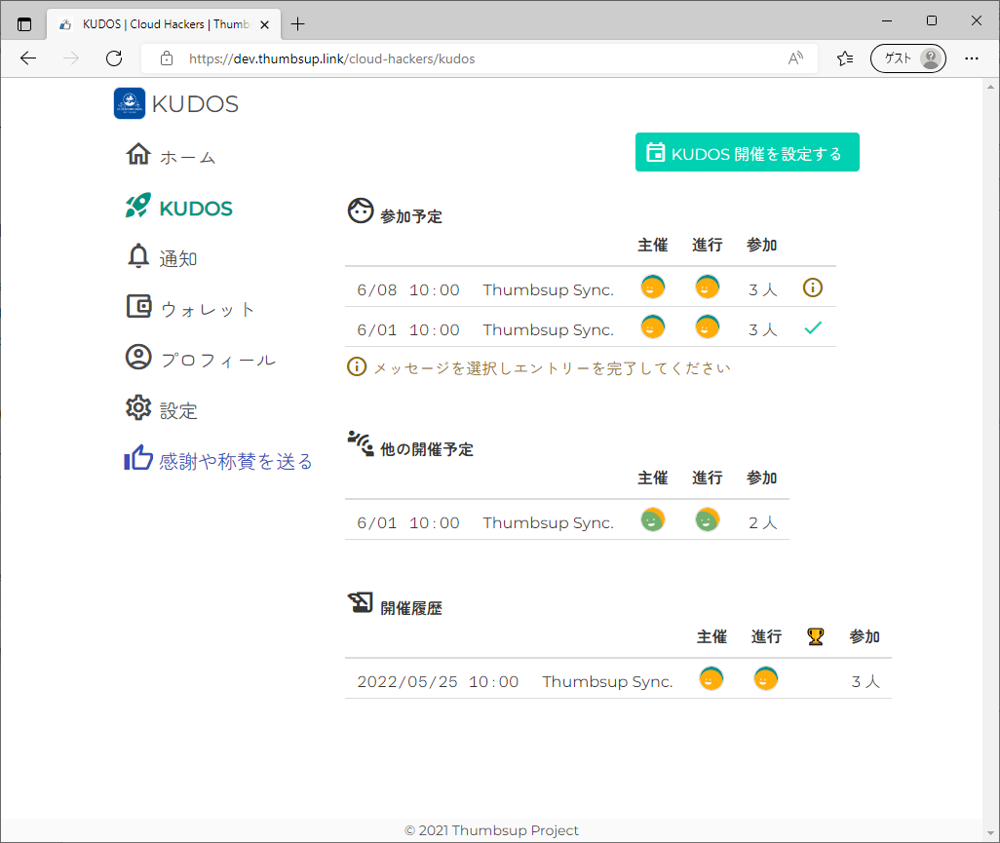 KUDOS | Cloud Hackers | Thumb
https://dev.thumbsup.link/cloud-hackers/kudos
ゲスト
KUDOS
ホーム
KUDOS
通知
ウォレット
プロフィール
設定
感謝や称賛を送る
KUDOS 開催を設定する
参加予定
主催 進行 参加
6/08 10:00 Thumbsup Sync. 3 人
6/01 10:00 Thumbsup Sync. 3 人
メッセージを選択しエントリーを完了してください
他の開催予定
主催 進行 参加
6/01 10:00 Thumbsup Sync. 2 人
開催履歴
主催 進行 参加
2022/05/25 10:00 Thumbsup Sync. 3 人
© 2021 Thumbsup Project